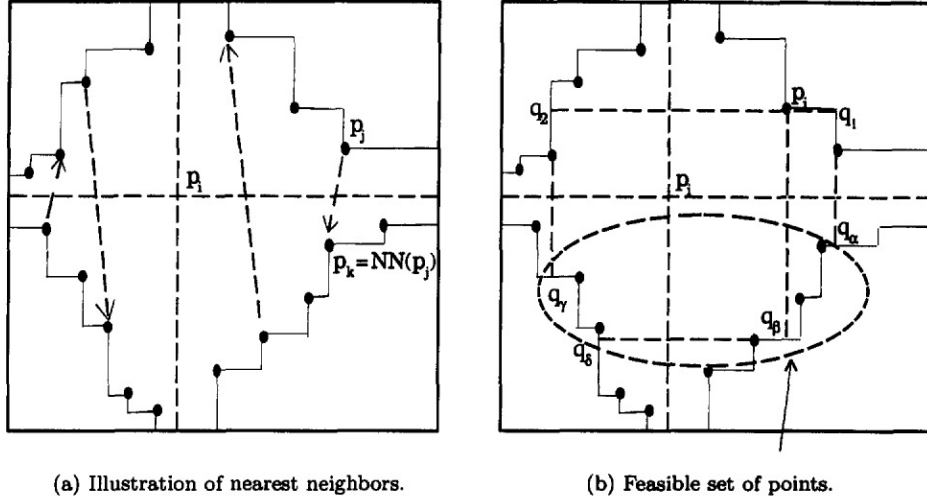 p_j
p_i
p_k=NN(p_j)
q_2
p_j
q_1
p_i
q_α
q_γ
q_β
q_δ
(a) Illustration of nearest neighbors.
(b) Feasible set of points.